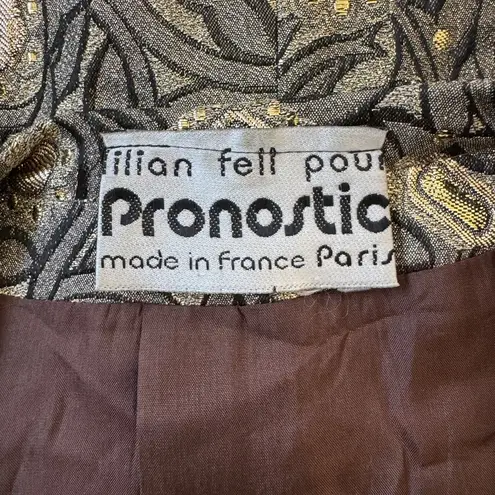 lilian fell pour
Pronostic
made in france Paris